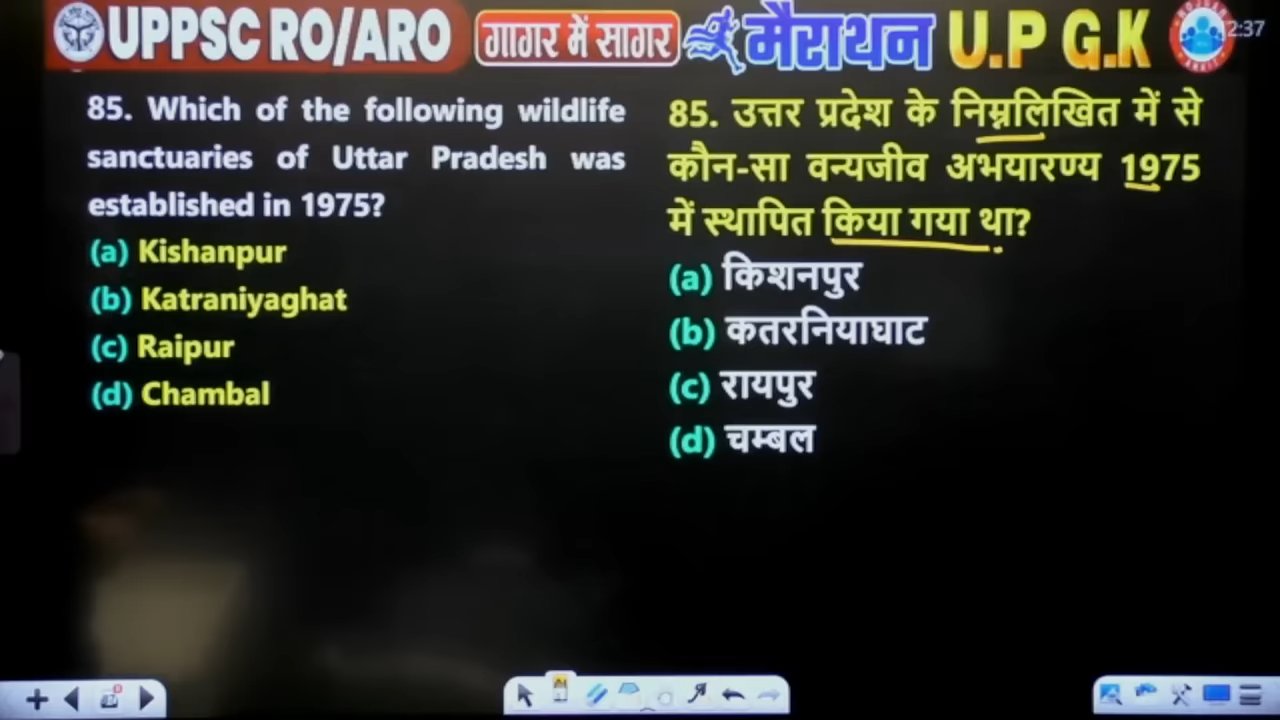 UPPSC RO/ARO गागर में सागर मैराथन U.P G.K 2:37
85. Which of the following wildlife
sanctuaries of Uttar Pradesh was
established in 1975?
(a) Kishanpur
(b) Katraniyaghat
(c) Raipur
(d) Chambal
85. उत्तर प्रदेश के निम्नलिखित में से
कौन-सा वन्यजीव अभयारण्य 1975
में स्थापित किया गया था?
(a) किशनपुर
(b) कतरनियाघाट
(c) रायपुर
(d) चम्बल